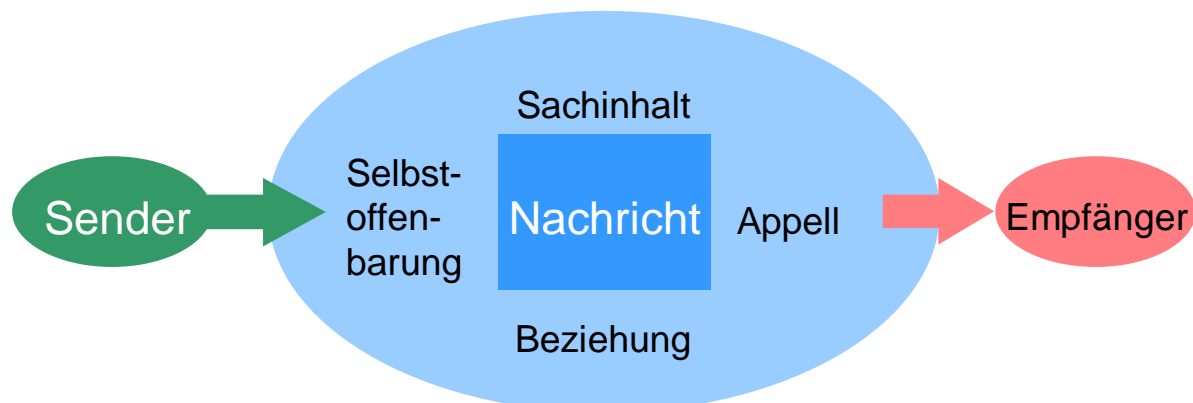 Sachinhalt
Sender
Selbst-
offen-
barung
Nachricht
Appell
Empfänger
Beziehung